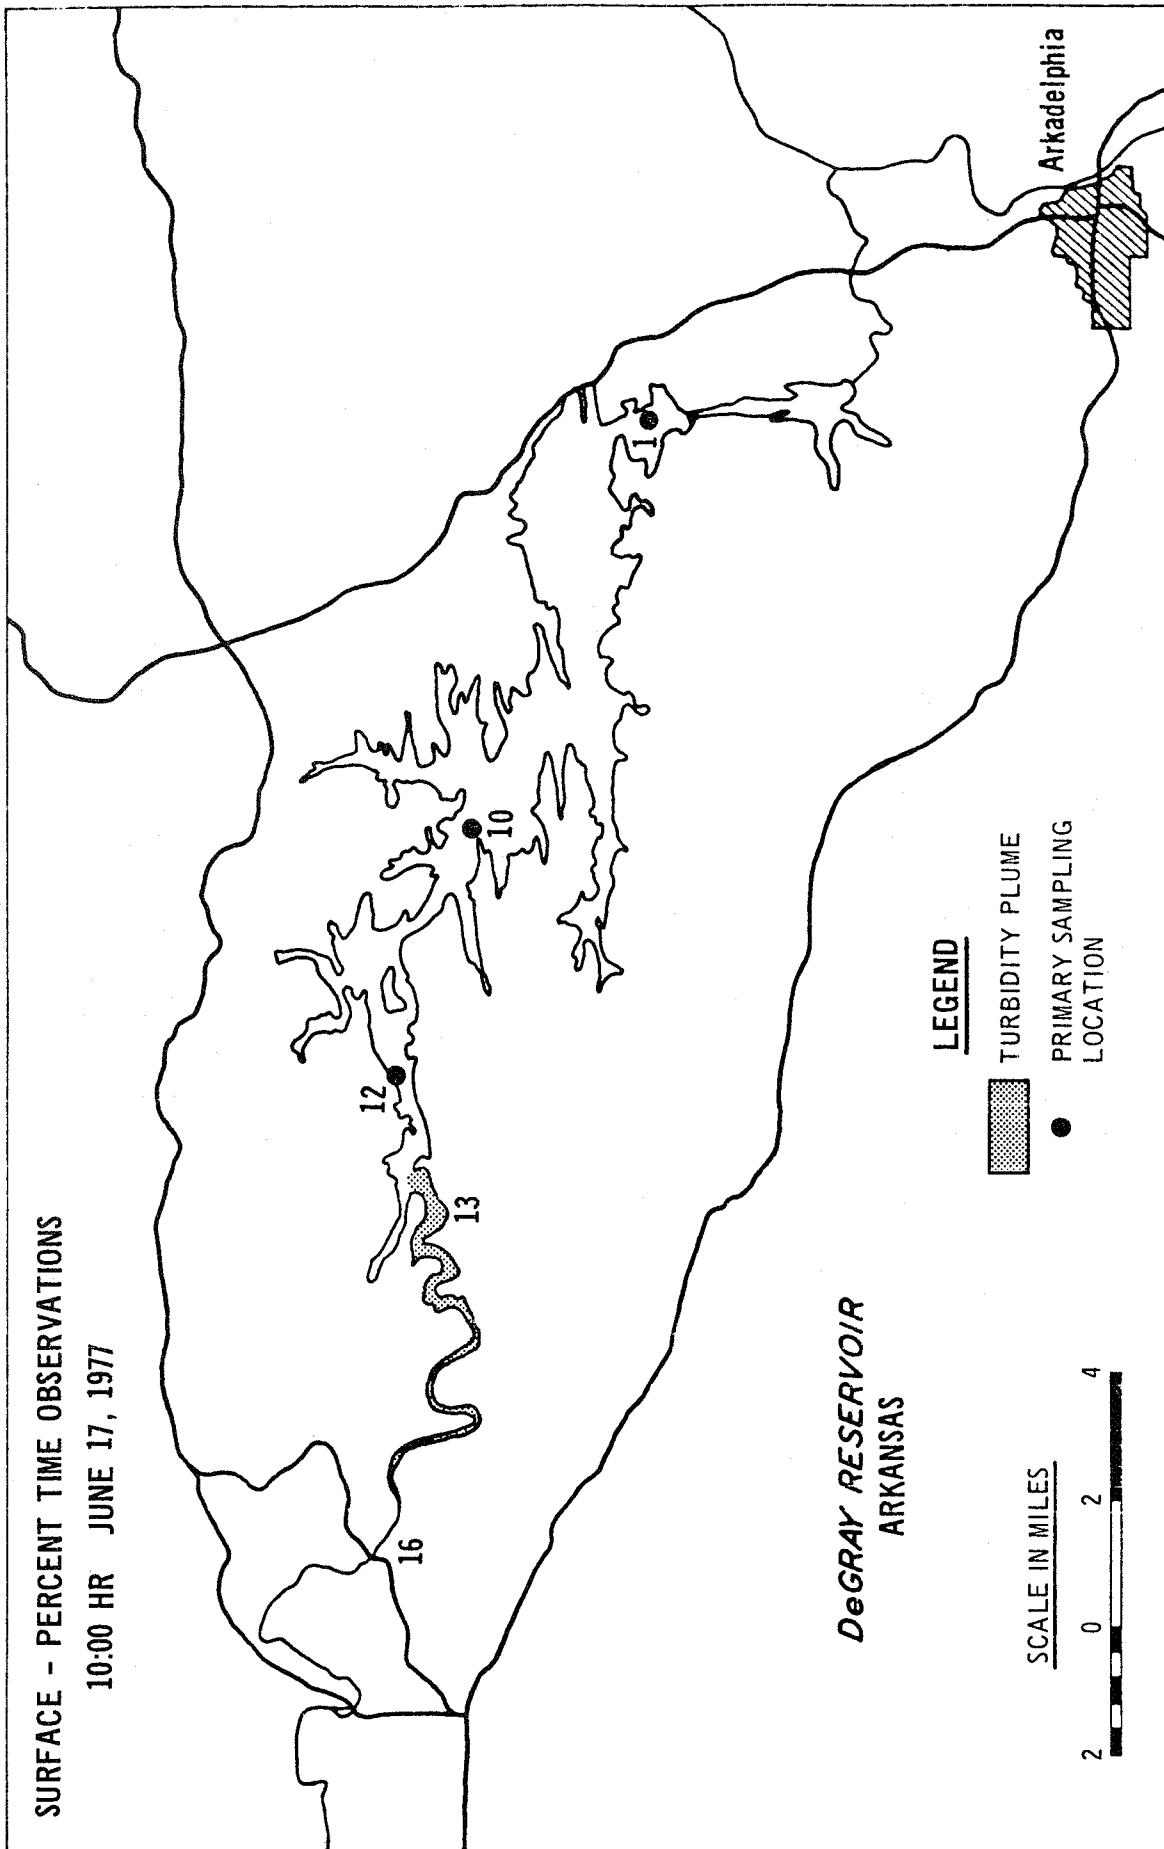 SURFACE - PERCENT TIME OBSERVATIONS
10:00 HR JUNE 17, 1977
Arkadelphia
1
10
12
13
16
LEGEND
TURBIDITY PLUME
PRIMARY SAMPLING
LOCATION
DeGRAY RESERVOIR
ARKANSAS
SCALE IN MILES
2 0 2 4